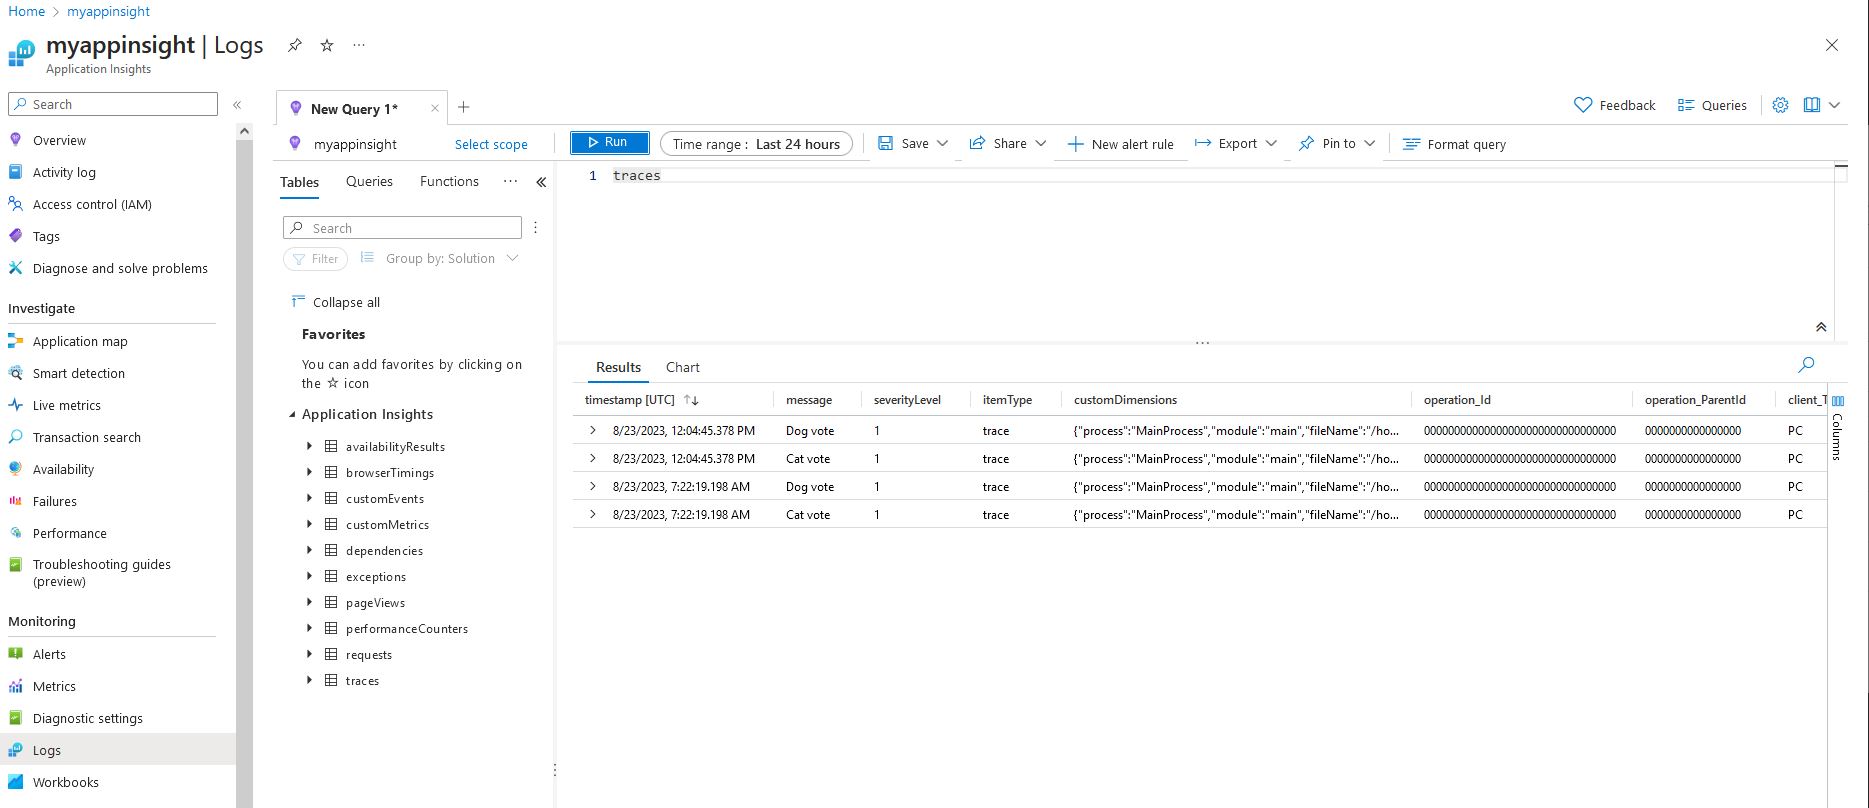 Home > myappinsight
myappinsight | Logs
Application Insights
Search
Overview
Activity log
Access control (IAM)
Tags
Diagnose and solve problems
Investigate
Application map
Smart detection
Live metrics
Transaction search
Availability
Failures
Performance
Troubleshooting guides
(preview)
Monitoring
Alerts
Metrics
Diagnostic settings
Logs
Workbooks
New Query 1*
Feedback Queries
myappinsight Select scope
Run Time range : Last 24 hours Save Share New alert rule Export Pin to Format query
Tables Queries Functions
Search
Filter Group by: Solution
Collapse all
Favorites
You can add favorites by clicking on
the ☆ icon
Application Insights
availabilityResults
browserTimings
customEvents
customMetrics
dependencies
exceptions
pageViews
performanceCounters
requests
traces
1 traces
Results Chart
timestamp [UTC] message severityLevel itemType customDimensions operation_Id operation_ParentId client_T
8/23/2023, 12:04:45.378 PM Dog vote 1 trace {"process":"MainProcess","module":"main","fileName":"/ho... 00000000000000000000000000000000 0000000000000000 PC
8/23/2023, 12:04:45.378 PM Cat vote 1 trace {"process":"MainProcess","module":"main","fileName":"/ho... 00000000000000000000000000000000 0000000000000000 PC
8/23/2023, 7:22:19.198 AM Dog vote 1 trace {"process":"MainProcess","module":"main","fileName":"/ho... 00000000000000000000000000000000 0000000000000000 PC
8/23/2023, 7:22:19.198 AM Cat vote 1 trace {"process":"MainProcess","module":"main","fileName":"/ho... 00000000000000000000000000000000 0000000000000000 PC
Columns